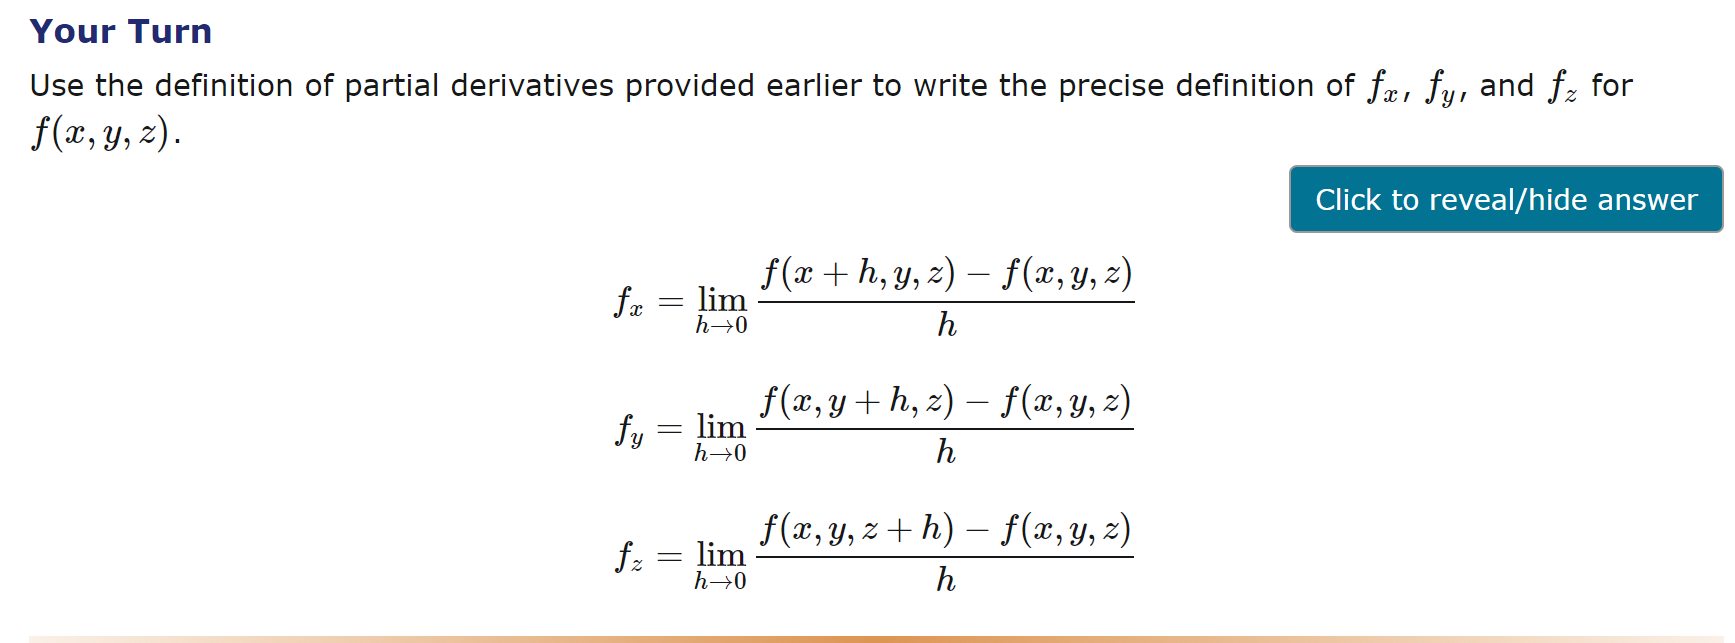 Your Turn
Use the definition of partial derivatives provided earlier to write the precise definition of $f_x$, $f_y$, and $f_z$ for
$f(x, y, z)$.
Click to reveal/hide answer
$f_x = \lim_{h \to 0} \frac{f(x + h, y, z) - f(x, y, z)}{h}$
$f_y = \lim_{h \to 0} \frac{f(x, y + h, z) - f(x, y, z)}{h}$
$f_z = \lim_{h \to 0} \frac{f(x, y, z + h) - f(x, y, z)}{h}$